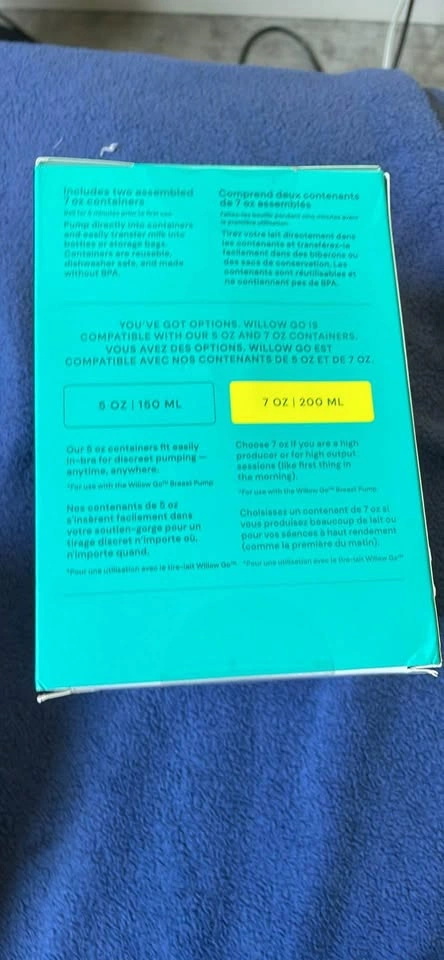 Includes two assembled
7 oz containers
Boil for 5 minutes prior to first use.
Pump directly into containers
and easily transfer milk into
bottles or storage bags.
Containers are reusable,
dishwasher safe, and made
without BPA.
Comprend deux contenants
de 7 oz assemblés
Faites-les bouillir pendant cinq minutes avant
la première utilisation.
Tirez votre lait directement dans
les contenants et transférez-le
facilement dans des biberons ou
des sacs de conservation. Les
contenants sont réutilisables et
ne contiennent pas de BPA.
YOU'VE GOT OPTIONS. WILLOW GO IS
COMPATIBLE WITH OUR 5 OZ AND 7 OZ CONTAINERS.
VOUS AVEZ DES OPTIONS. WILLOW GO EST
COMPATIBLE AVEC NOS CONTENANTS DE 5 OZ ET DE 7 OZ.
5 OZ | 150 ML
7 OZ | 200 ML
Our 5 oz containers fit easily
in-bra for discreet pumping —
anytime, anywhere.
*For use with the Willow Go™ Breast Pump
Nos contenants de 5 oz
s'insèrent facilement dans
votre soutien-gorge pour un
tirage discret n'importe où,
n'importe quand.
*Pour une utilisation avec le tire-lait Willow Go™
Choose 7 oz if you are a high
producer or for high output
sessions (like first thing in
the morning).
*For use with the Willow Go™ Breast Pump
Choisissez un contenant de 7 oz si
vous produisez beaucoup de lait ou
pour vos séances à haut rendement
(comme la première du matin).
*Pour une utilisation avec le tire-lait Willow Go™